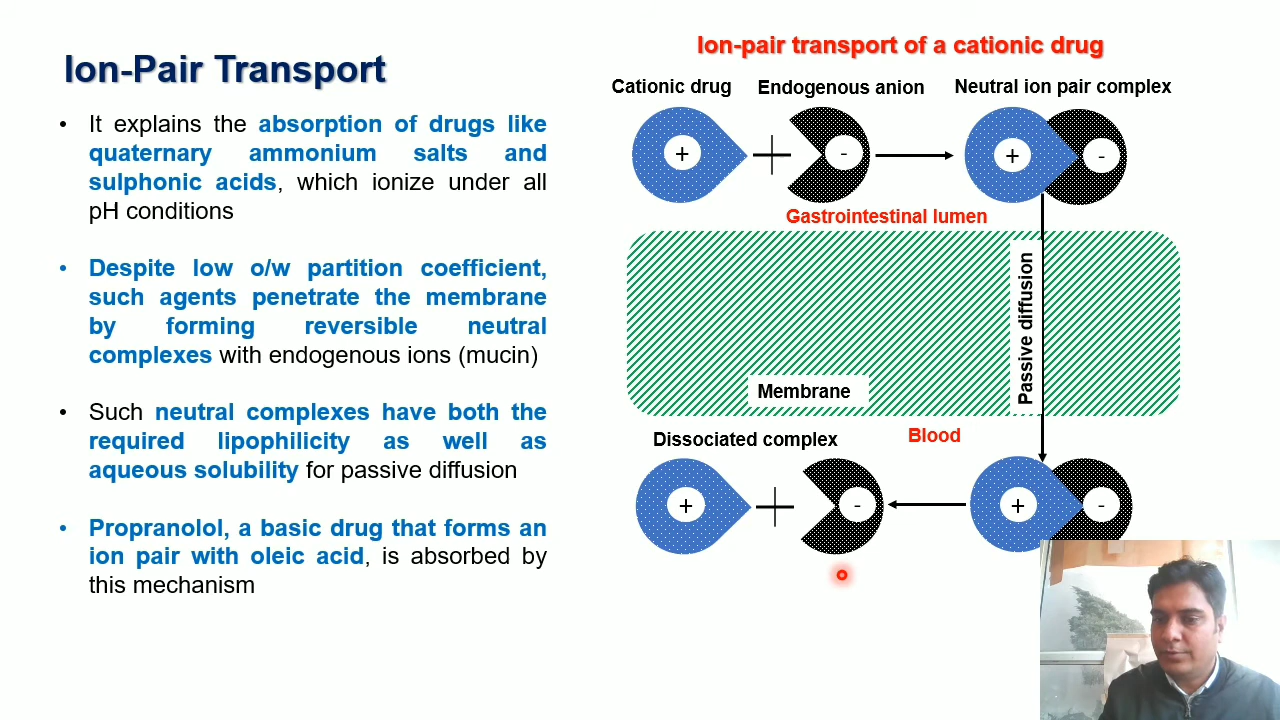 Ion-Pair Transport
• It explains the absorption of drugs like
quaternary ammonium salts and
sulphonic acids, which ionize under all
pH conditions
• Despite low o/w partition coefficient,
such agents penetrate the membrane
by forming reversible neutral
complexes with endogenous ions (mucin)
• Such neutral complexes have both the
required lipophilicity as well as
aqueous solubility for passive diffusion
• Propranolol, a basic drug that forms an
ion pair with oleic acid, is absorbed by
this mechanism
Ion-pair transport of a cationic drug
Cationic drug Endogenous anion Neutral ion pair complex
+ + - + -
Gastrointestinal lumen
Passive diffusion
Membrane
Dissociated complex Blood
+ + - + -